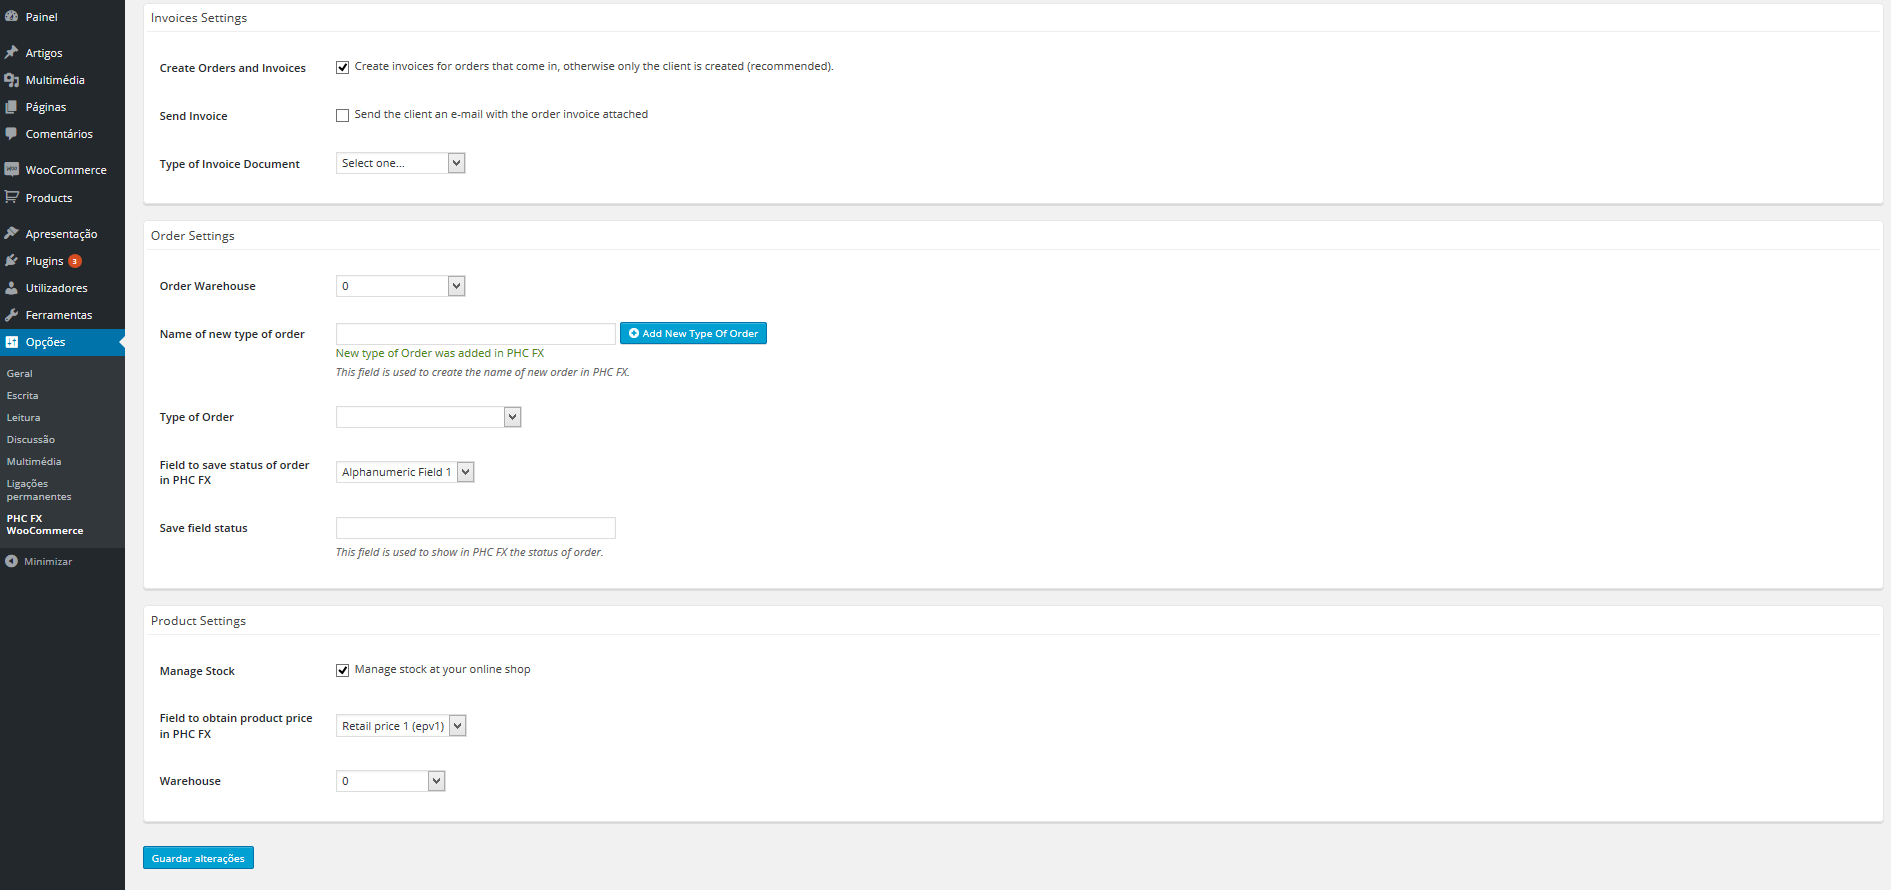 Painel
Artigos
Multimédia
Páginas
Comentários
WooCommerce
Products
Apresentação
Plugins 3
Utilizadores
Ferramentas
Opções
Geral
Escrita
Leitura
Discussão
Multimédia
Ligações
permanentes
PHC FX
WooCommerce
Minimizar
Invoices Settings
Create Orders and Invoices Create invoices for orders that come in, otherwise only the client is created (recommended).
Send Invoice Send the client an e-mail with the order invoice attached
Type of Invoice Document Select one...
Order Settings
Order Warehouse 0
Name of new type of order Add New Type Of Order
New type of Order was added in PHC FX
This field is used to create the name of new order in PHC FX.
Type of Order
Field to save status of order
in PHC FX
Alphanumeric Field 1
Save field status
This field is used to show in PHC FX the status of order.
Product Settings
Manage Stock Manage stock at your online shop
Field to obtain product price
in PHC FX
Retail price 1 (epv1)
Warehouse 0
Guardar alterações